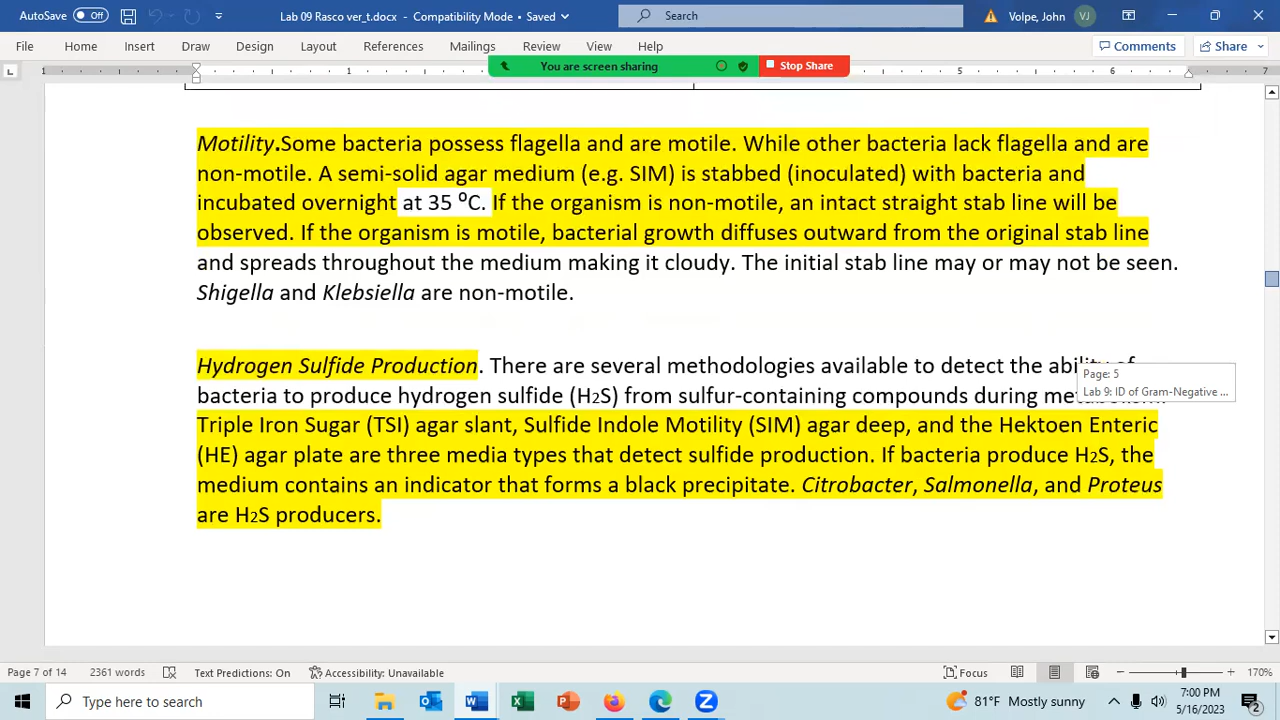 AutoSave Off Lab 09 Rasco ver_t.docx - Compatibility Mode • Saved Search Volpe, John VJ
File Home Insert Draw Design Layout References Mailings Review View Help Comments Share
You are screen sharing Stop Share
1 1 5 6 7
Motility.Some bacteria possess flagella and are motile. While other bacteria lack flagella and are
non-motile. A semi-solid agar medium (e.g. SIM) is stabbed (inoculated) with bacteria and
incubated overnight at 35 ⁰C. If the organism is non-motile, an intact straight stab line will be
observed. If the organism is motile, bacterial growth diffuses outward from the original stab line
and spreads throughout the medium making it cloudy. The initial stab line may or may not be seen.
Shigella and Klebsiella are non-motile.
Hydrogen Sulfide Production. There are several methodologies available to detect the ability of
Page: 5
Lab 9: ID of Gram-Negative ...
bacteria to produce hydrogen sulfide (H2S) from sulfur-containing compounds during
Triple Iron Sugar (TSI) agar slant, Sulfide Indole Motility (SIM) agar deep, and the Hektoen Enteric
(HE) agar plate are three media types that detect sulfide production. If bacteria produce H2S, the
medium contains an indicator that forms a black precipitate. Citrobacter, Salmonella, and Proteus
are H2S producers.
Page 7 of 14 2361 words Text Predictions: On Accessibility: Unavailable Focus 170%
Type here to search 81°F Mostly sunny 7:00 PM
5/16/2023 2